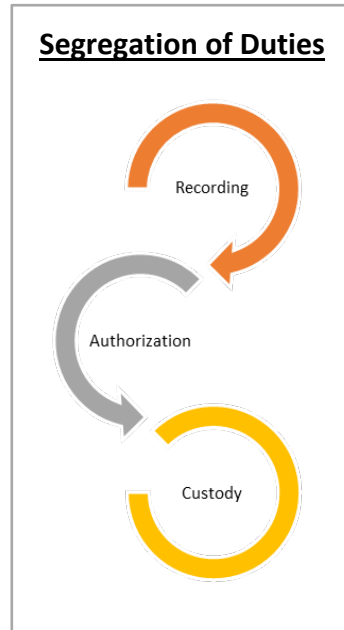 Segregation of Duties
Recording
Authorization
Custody